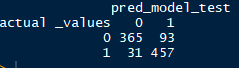 pred_model_test
actual _values 0 1
0 365 93
1 31 457